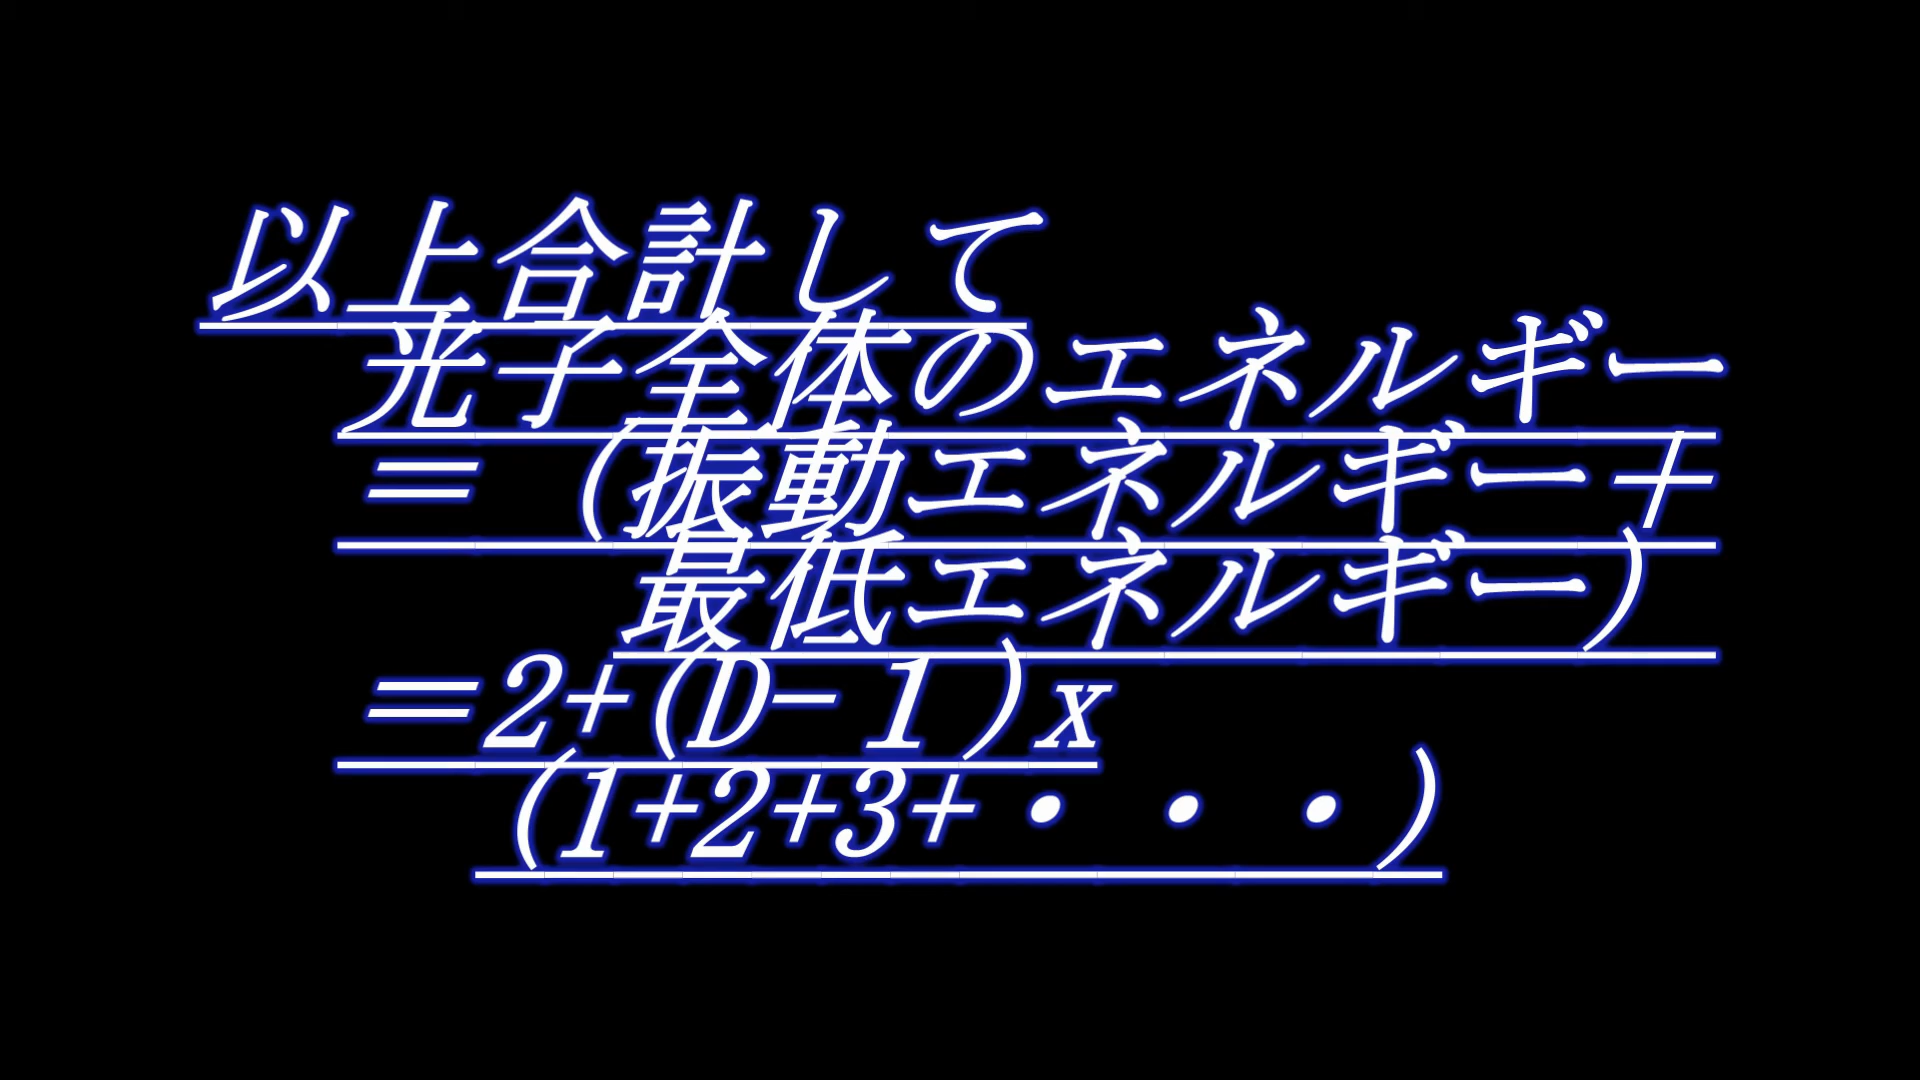 以上合計して
光子全体のエネルギー
＝（振動エネルギー＋
最低エネルギー）
＝2+(D-１)x
(1+2+3+・・・)